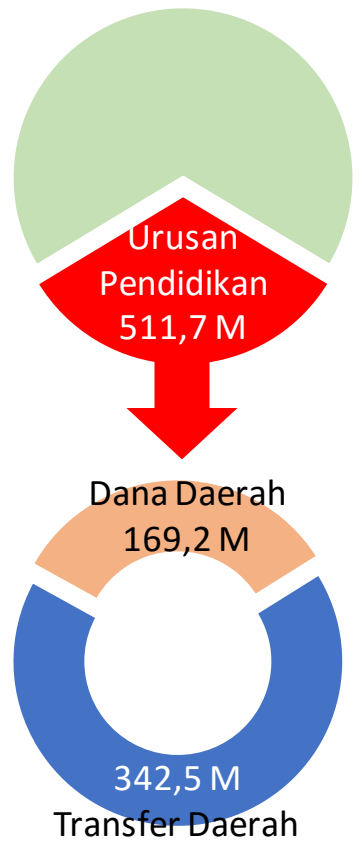 Urusan
Pendidikan
511,7 M
Dana Daerah
169,2 M
342,5 M
Transfer Daerah